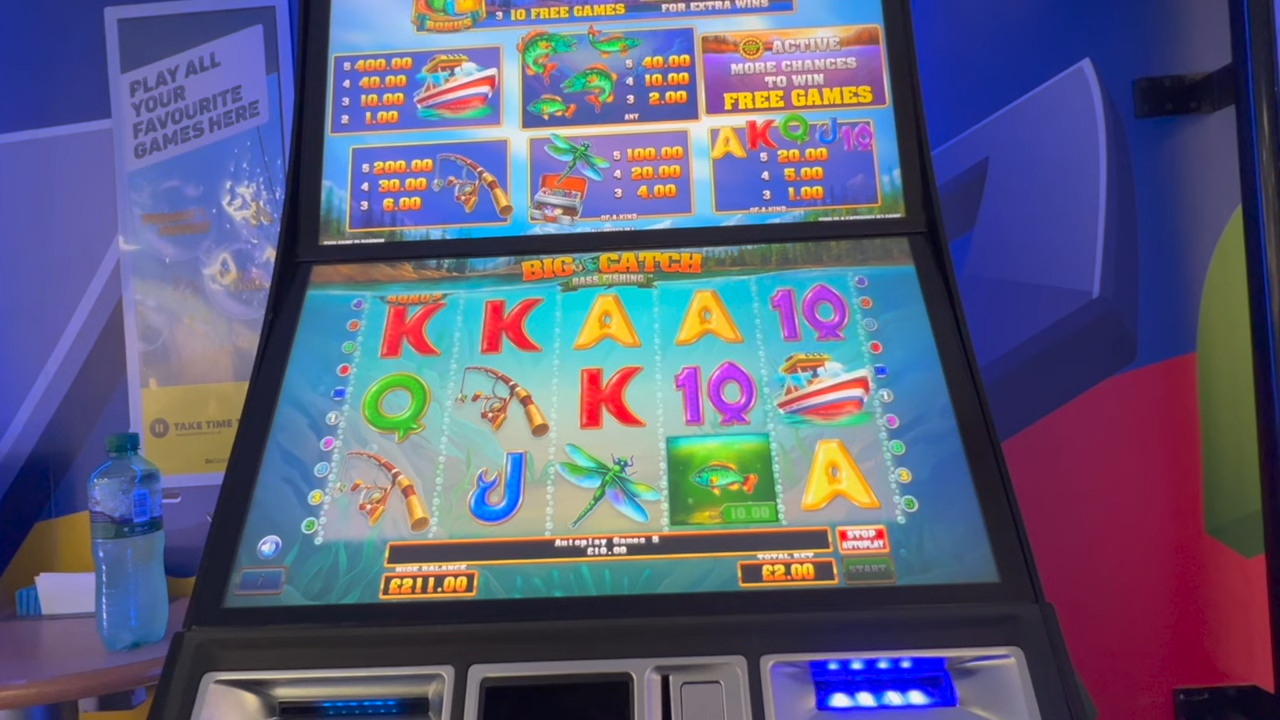 PLAY ALL
YOUR
FAVOURITE
GAMES HERE
TAKE TIME
BONUS
3 10 FREE GAMES
FOR EXTRA WINS
5 400.00
4 40.00
3 10.00
2 1.00
5 40.00
4 10.00
3 2.00
ANY
ACTIVE
MORE CHANCES
TO WIN
FREE GAMES
5 200.00
4 30.00
3 6.00
5 100.00
4 20.00
3 4.00
OF-A-KIND
A K Q J 10
5 20.00
4 5.00
3 1.00
OF-A-KIND
BIG CATCH
BASS FISHING
BONUS
K K A A 10
Q K 10
J 10.00 A
Autoplay Games 5
£10.00
STOP
AUTOPLAY
HIDE BALANCE
£211.00
TOTAL BET
£2.00
START
i